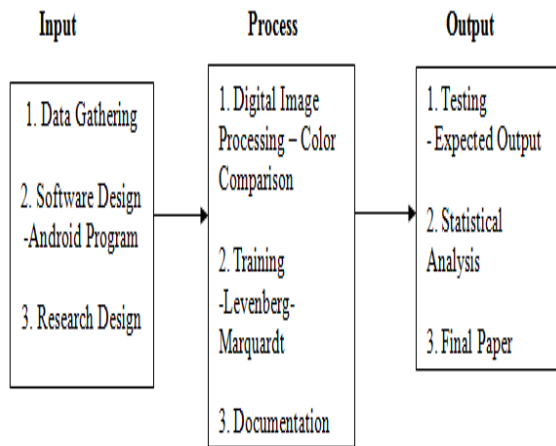 Input
Process
Output
1. Data Gathering
2. Software Design
-Android Program
3. Research Design
1. Digital Image
Processing – Color
Comparison
2. Training
-Levenberg-
Marquardt
3. Documentation
1. Testing
- Expected Output
2. Statistical
Analysis
3. Final Paper